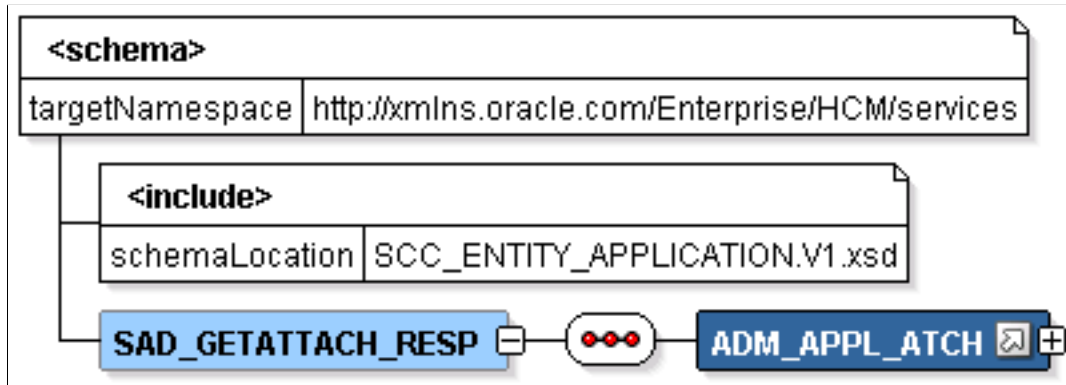 <schema>
targetNamespace http://xmlns.oracle.com/Enterprise/HCM/services
<include>
schemaLocation SCC_ENTITY_APPLICATION.V1.xsd
SAD_GETATTACH_RESP ADM_APPL_ATCH